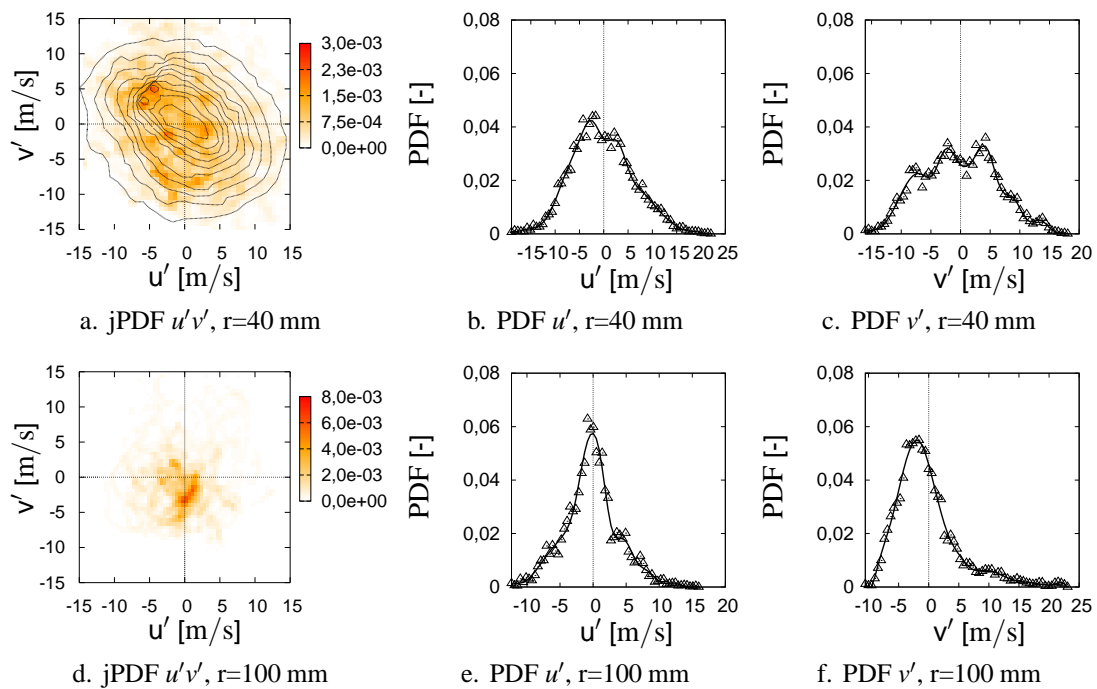 15
10
5
0
-5
-10
-15
-15 -10 -5 0 5 10 15
v′ [m/s]
u′ [m/s]
3,0e-03
2,3e-03
1,5e-03
7,5e-04
0,0e+00
a. jPDF u′v′, r=40 mm
0,08
0,06
0,04
0,02
0
-15 -10 -5 0 5 10 15 20 25
PDF [-]
u′ [m/s]
b. PDF u′, r=40 mm
0,08
0,06
0,04
0,02
0
-15 -10 -5 0 5 10 15 20
PDF [-]
v′ [m/s]
c. PDF v′, r=40 mm
15
10
5
0
-5
-10
-15
-15 -10 -5 0 5 10 15
v′ [m/s]
u′ [m/s]
8,0e-03
6,0e-03
4,0e-03
2,0e-03
0,0e+00
d. jPDF u′v′, r=100 mm
0,08
0,06
0,04
0,02
0
-10 -5 0 5 10 15 20
PDF [-]
u′ [m/s]
e. PDF u′, r=100 mm
0,08
0,06
0,04
0,02
0
-10 -5 0 5 10 15 20 25
PDF [-]
v′ [m/s]
f. PDF v′, r=100 mm